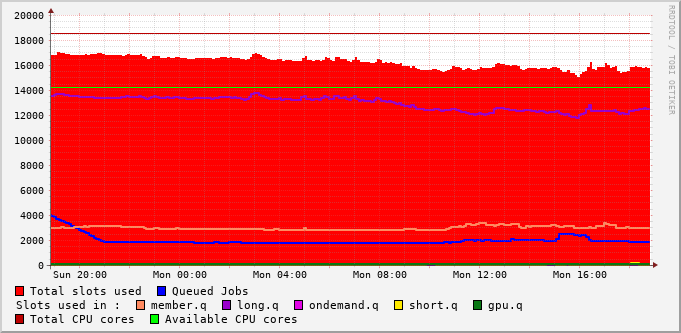 20000
18000
16000
14000
12000
10000
8000
6000
4000
2000
0
Sun 20:00 Mon 00:00 Mon 04:00 Mon 08:00 Mon 12:00 Mon 16:00
Total slots used Queued Jobs
Slots used in : member.q long.q ondemand.q short.q gpu.q
Total CPU cores Available CPU cores
RRDTOOL / TOBI OETIKER